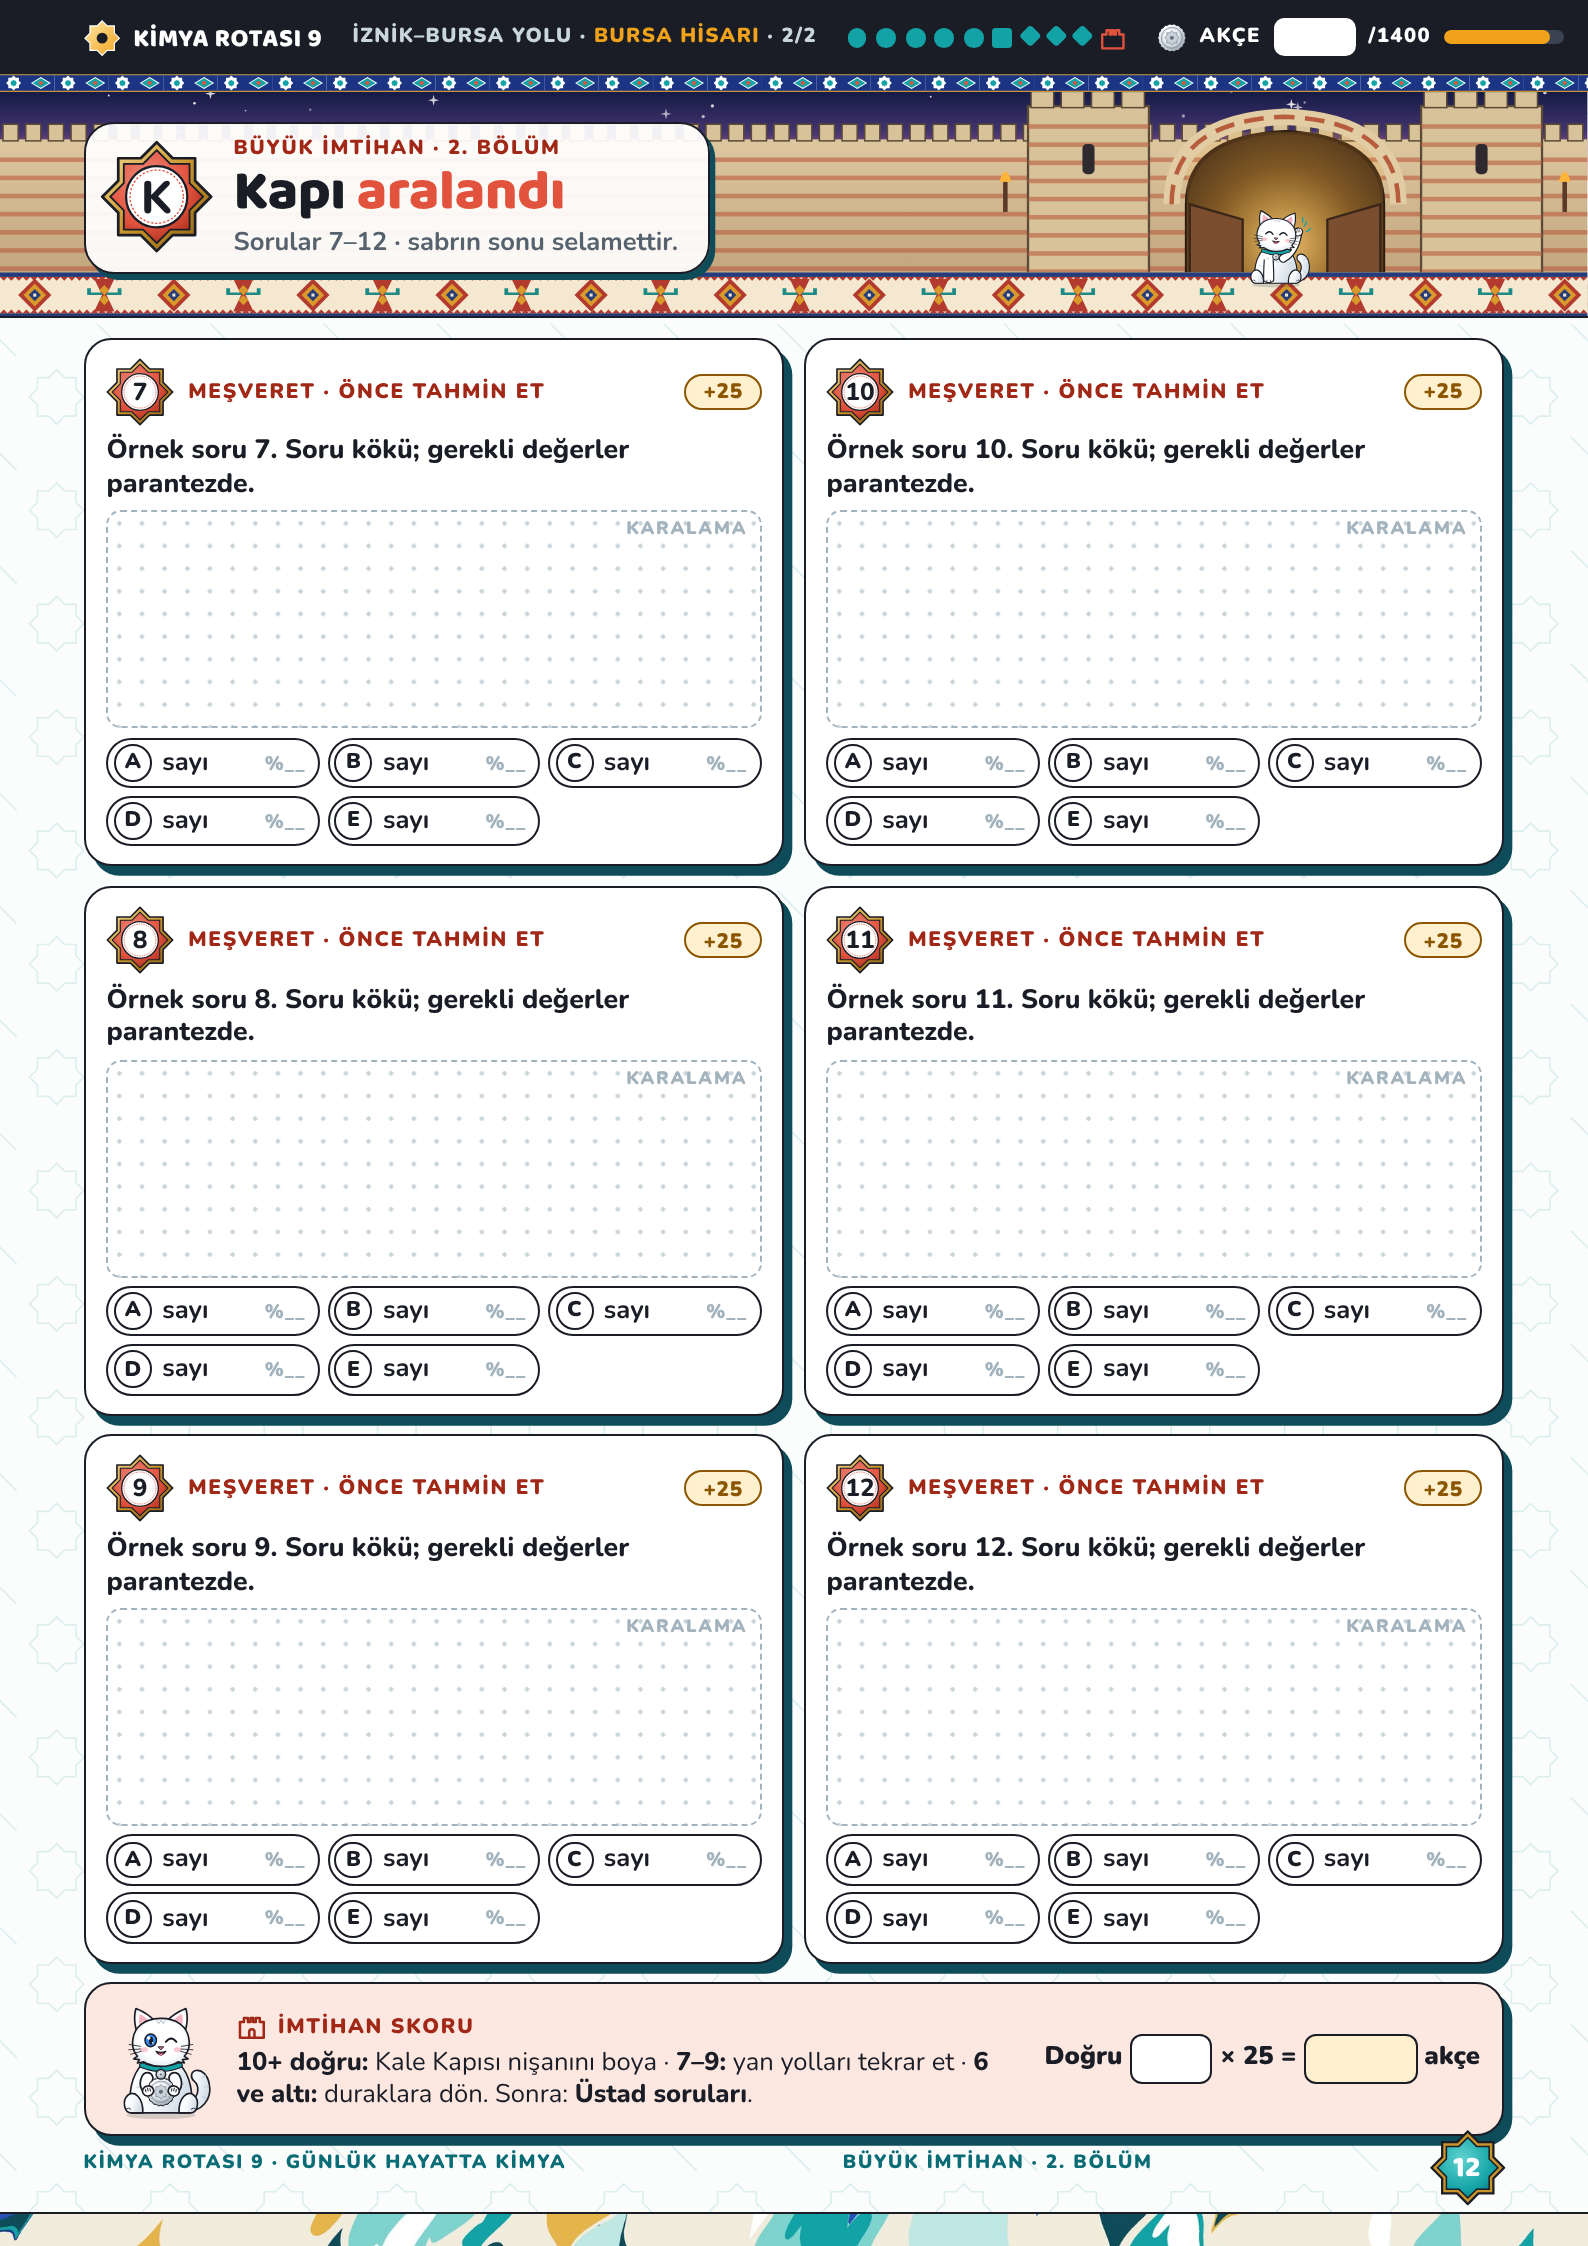 KİMYA ROTASI 9 İZNİK–BURSA YOLU · BURSA HİSARI · 2/2 AKÇE /1400
BÜYÜK İMTİHAN · 2. BÖLÜM
K
Kapı aralandı
Sorular 7–12 · sabrın sonu selamettir.
7 MEŞVERET · ÖNCE TAHMİN ET +25
Örnek soru 7. Soru kökü; gerekli değerler
parantezde.
KARALAMA
A sayı %__ B sayı %__ C sayı %__
D sayı %__ E sayı %__
8 MEŞVERET · ÖNCE TAHMİN ET +25
Örnek soru 8. Soru kökü; gerekli değerler
parantezde.
KARALAMA
A sayı %__ B sayı %__ C sayı %__
D sayı %__ E sayı %__
9 MEŞVERET · ÖNCE TAHMİN ET +25
Örnek soru 9. Soru kökü; gerekli değerler
parantezde.
KARALAMA
A sayı %__ B sayı %__ C sayı %__
D sayı %__ E sayı %__
10 MEŞVERET · ÖNCE TAHMİN ET +25
Örnek soru 10. Soru kökü; gerekli değerler
parantezde.
KARALAMA
A sayı %__ B sayı %__ C sayı %__
D sayı %__ E sayı %__
11 MEŞVERET · ÖNCE TAHMİN ET +25
Örnek soru 11. Soru kökü; gerekli değerler
parantezde.
KARALAMA
A sayı %__ B sayı %__ C sayı %__
D sayı %__ E sayı %__
12 MEŞVERET · ÖNCE TAHMİN ET +25
Örnek soru 12. Soru kökü; gerekli değerler
parantezde.
KARALAMA
A sayı %__ B sayı %__ C sayı %__
D sayı %__ E sayı %__
İMTİHAN SKORU
10+ doğru: Kale Kapısı nişanını boya · 7–9: yan yolları tekrar et · 6
ve altı: duraklara dön. Sonra: Üstad soruları.
Doğru × 25 = akçe
KİMYA ROTASI 9 · GÜNLÜK HAYATTA KİMYA BÜYÜK İMTİHAN · 2. BÖLÜM 12